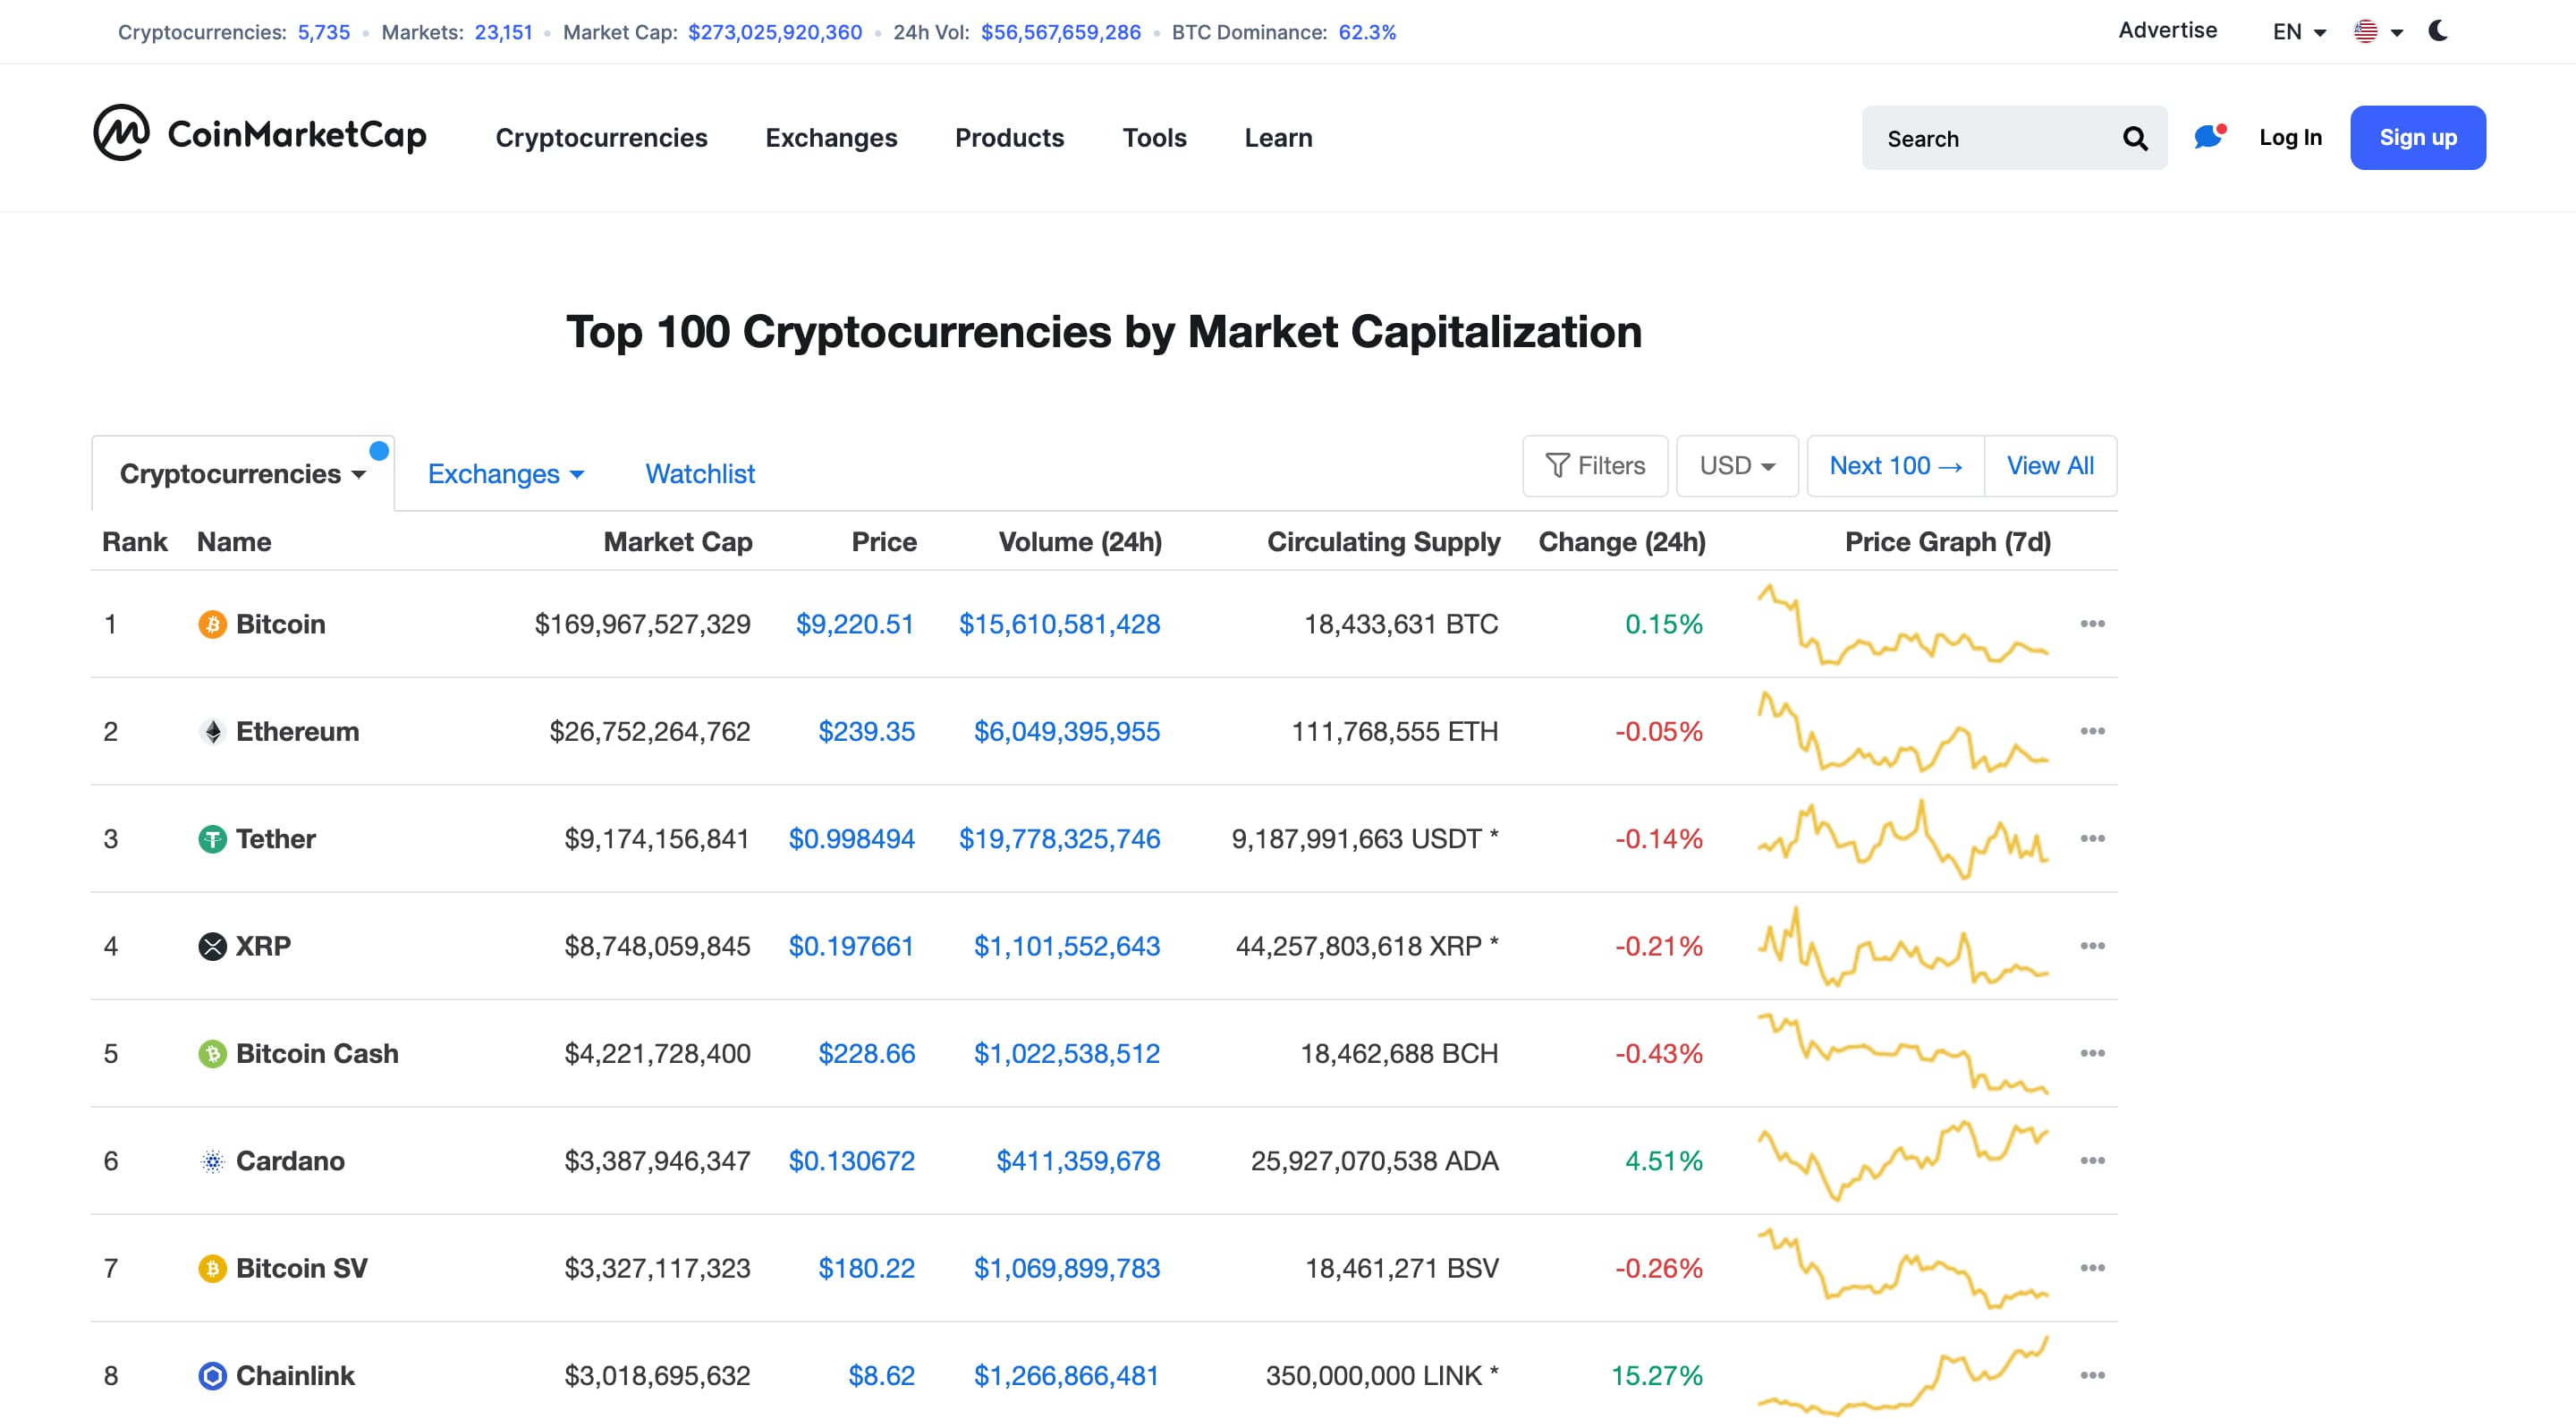 Cryptocurrencies: 5,735 • Markets: 23,151 • Market Cap: $273,025,920,360 • 24h Vol: $56,567,659,286 • BTC Dominance: 62.3% Advertise EN
CoinMarketCap Cryptocurrencies Exchanges Products Tools Learn Search Log In Sign up
Top 100 Cryptocurrencies by Market Capitalization
Cryptocurrencies Exchanges Watchlist Filters USD Next 100 → View All
Rank Name Market Cap Price Volume (24h) Circulating Supply Change (24h) Price Graph (7d)
1 Bitcoin $169,967,527,329 $9,220.51 $15,610,581,428 18,433,631 BTC 0.15%
2 Ethereum $26,752,264,762 $239.35 $6,049,395,955 111,768,555 ETH -0.05%
3 Tether $9,174,156,841 $0.998494 $19,778,325,746 9,187,991,663 USDT * -0.14%
4 XRP $8,748,059,845 $0.197661 $1,101,552,643 44,257,803,618 XRP * -0.21%
5 Bitcoin Cash $4,221,728,400 $228.66 $1,022,538,512 18,462,688 BCH -0.43%
6 Cardano $3,387,946,347 $0.130672 $411,359,678 25,927,070,538 ADA 4.51%
7 Bitcoin SV $3,327,117,323 $180.22 $1,069,899,783 18,461,271 BSV -0.26%
8 Chainlink $3,018,695,632 $8.62 $1,266,866,481 350,000,000 LINK * 15.27%